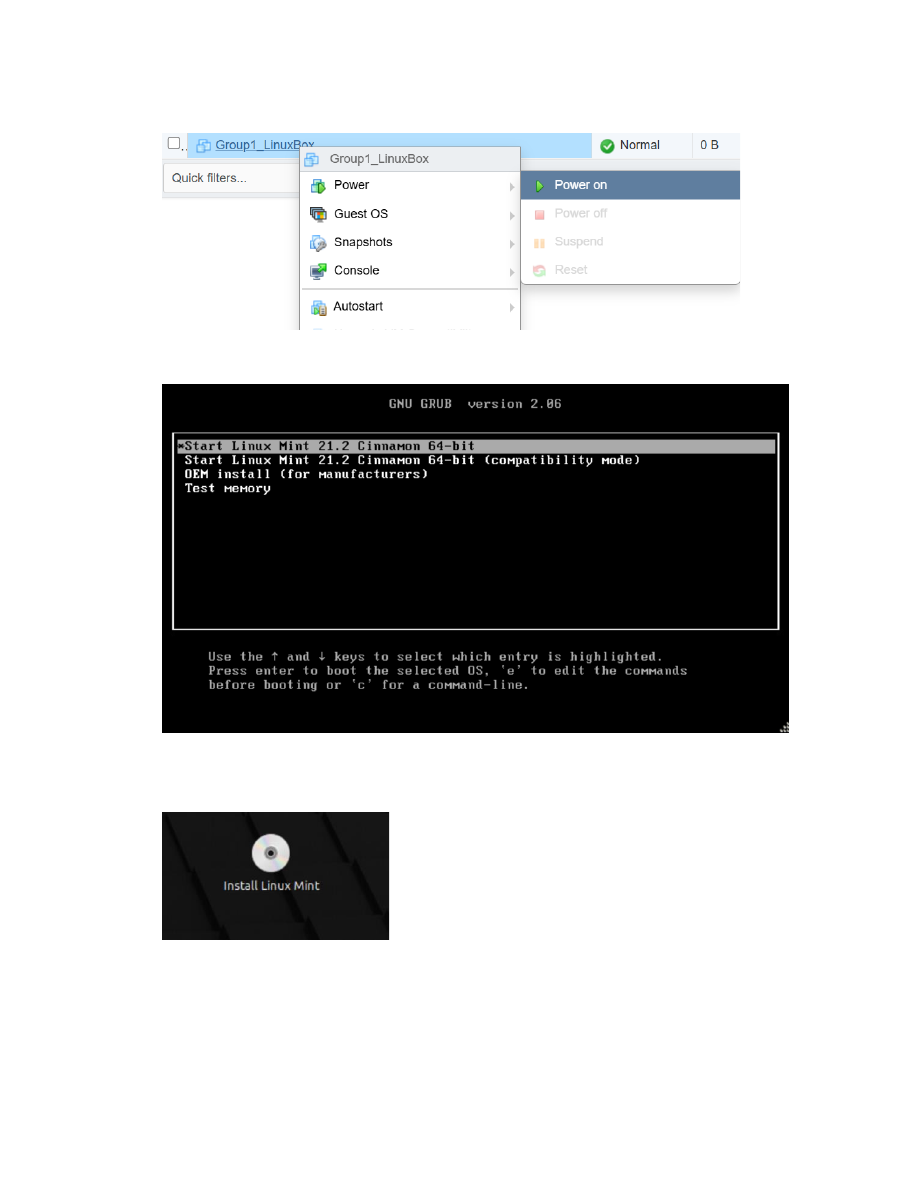 Group1_LinuxBox Normal 0 B
Quick filters...
Group1_LinuxBox
Power
Guest OS
Snapshots
Console
Autostart
Power on
Power off
Suspend
Reset
GNU GRUB version 2.06
*Start Linux Mint 21.2 Cinnamon 64-bit
Start Linux Mint 21.2 Cinnamon 64-bit (compatibility mode)
OEM install (for manufacturers)
Test memory
Use the ↑ and ↓ keys to select which entry is highlighted.
Press enter to boot the selected OS, 'e' to edit the commands
before booting or 'c' for a command-line.
Install Linux Mint